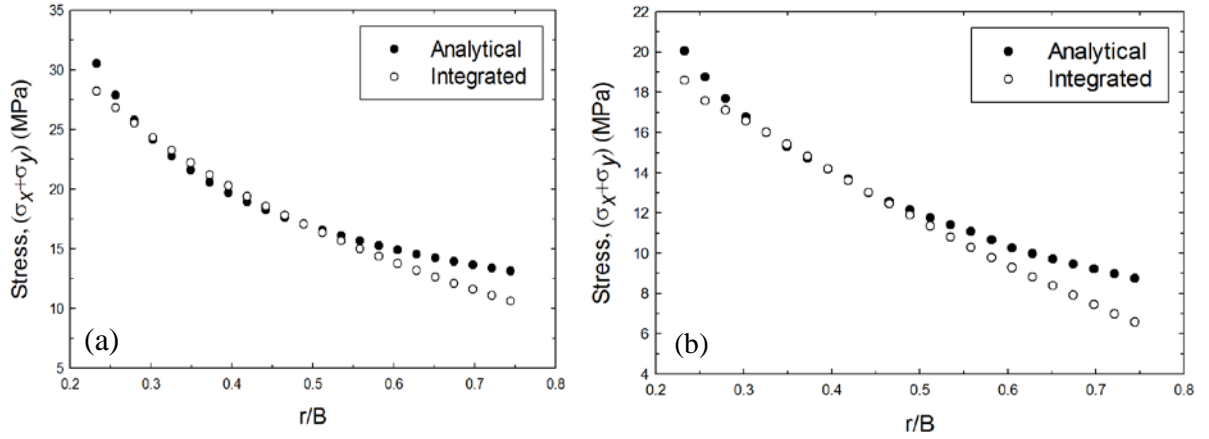 35
30
25
20
15
10
5
Stress, (σx+σy) (MPa)
Analytical
Integrated
(a)
0.2 0.3 0.4 0.5 0.6 0.7 0.8
r/B
22
20
18
16
14
12
10
8
6
4
Stress, (σx+σy) (MPa)
Analytical
Integrated
(b)
0.2 0.3 0.4 0.5 0.6 0.7 0.8
r/B